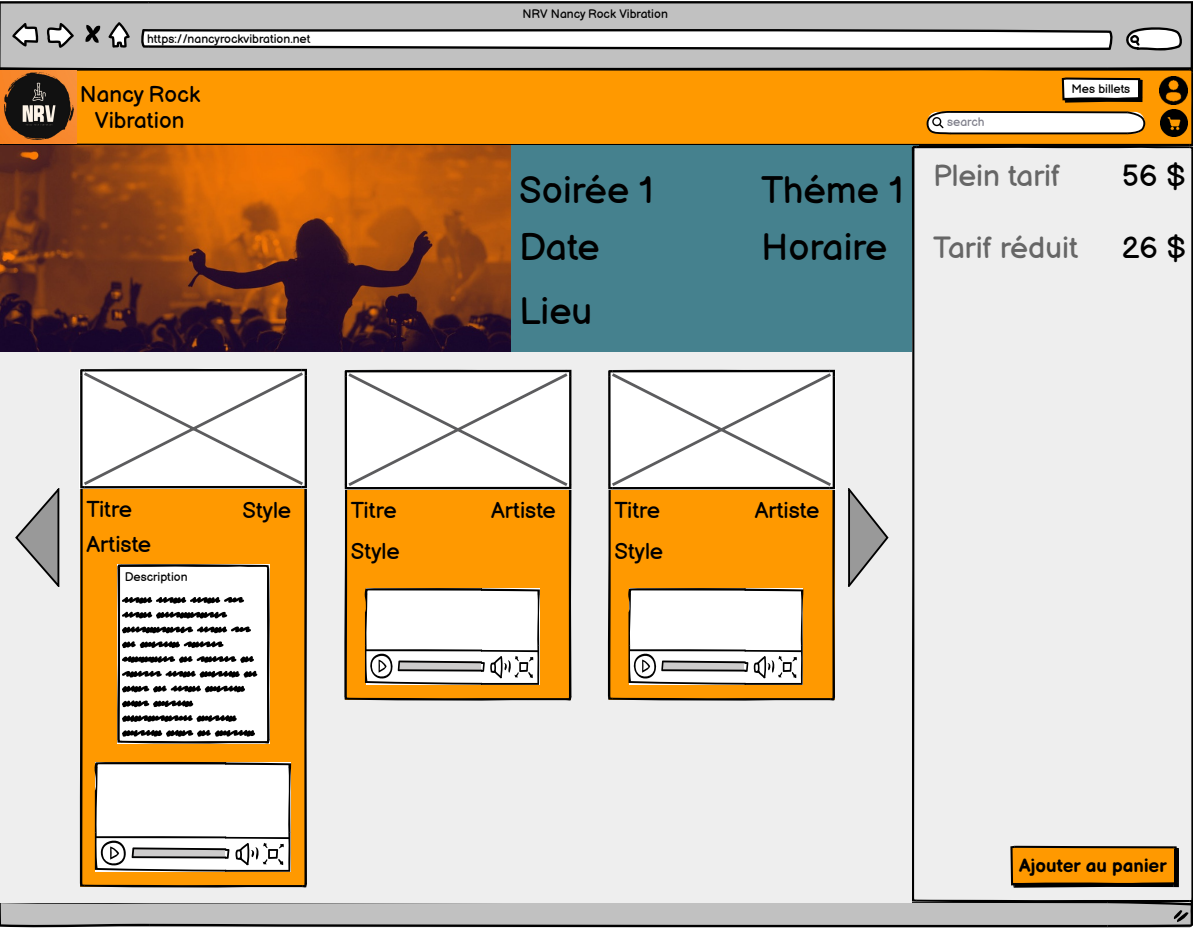 NRV Nancy Rock Vibration
https://nancyrockvibration.net
NRV
Nancy Rock
Vibration
Mes billets
search
Soirée 1
Théme 1
Date
Horaire
Lieu
Plein tarif
56 $
Tarif réduit
26 $
Titre
Style
Artiste
Description
Titre
Artiste
Style
Titre
Artiste
Style
Ajouter au panier